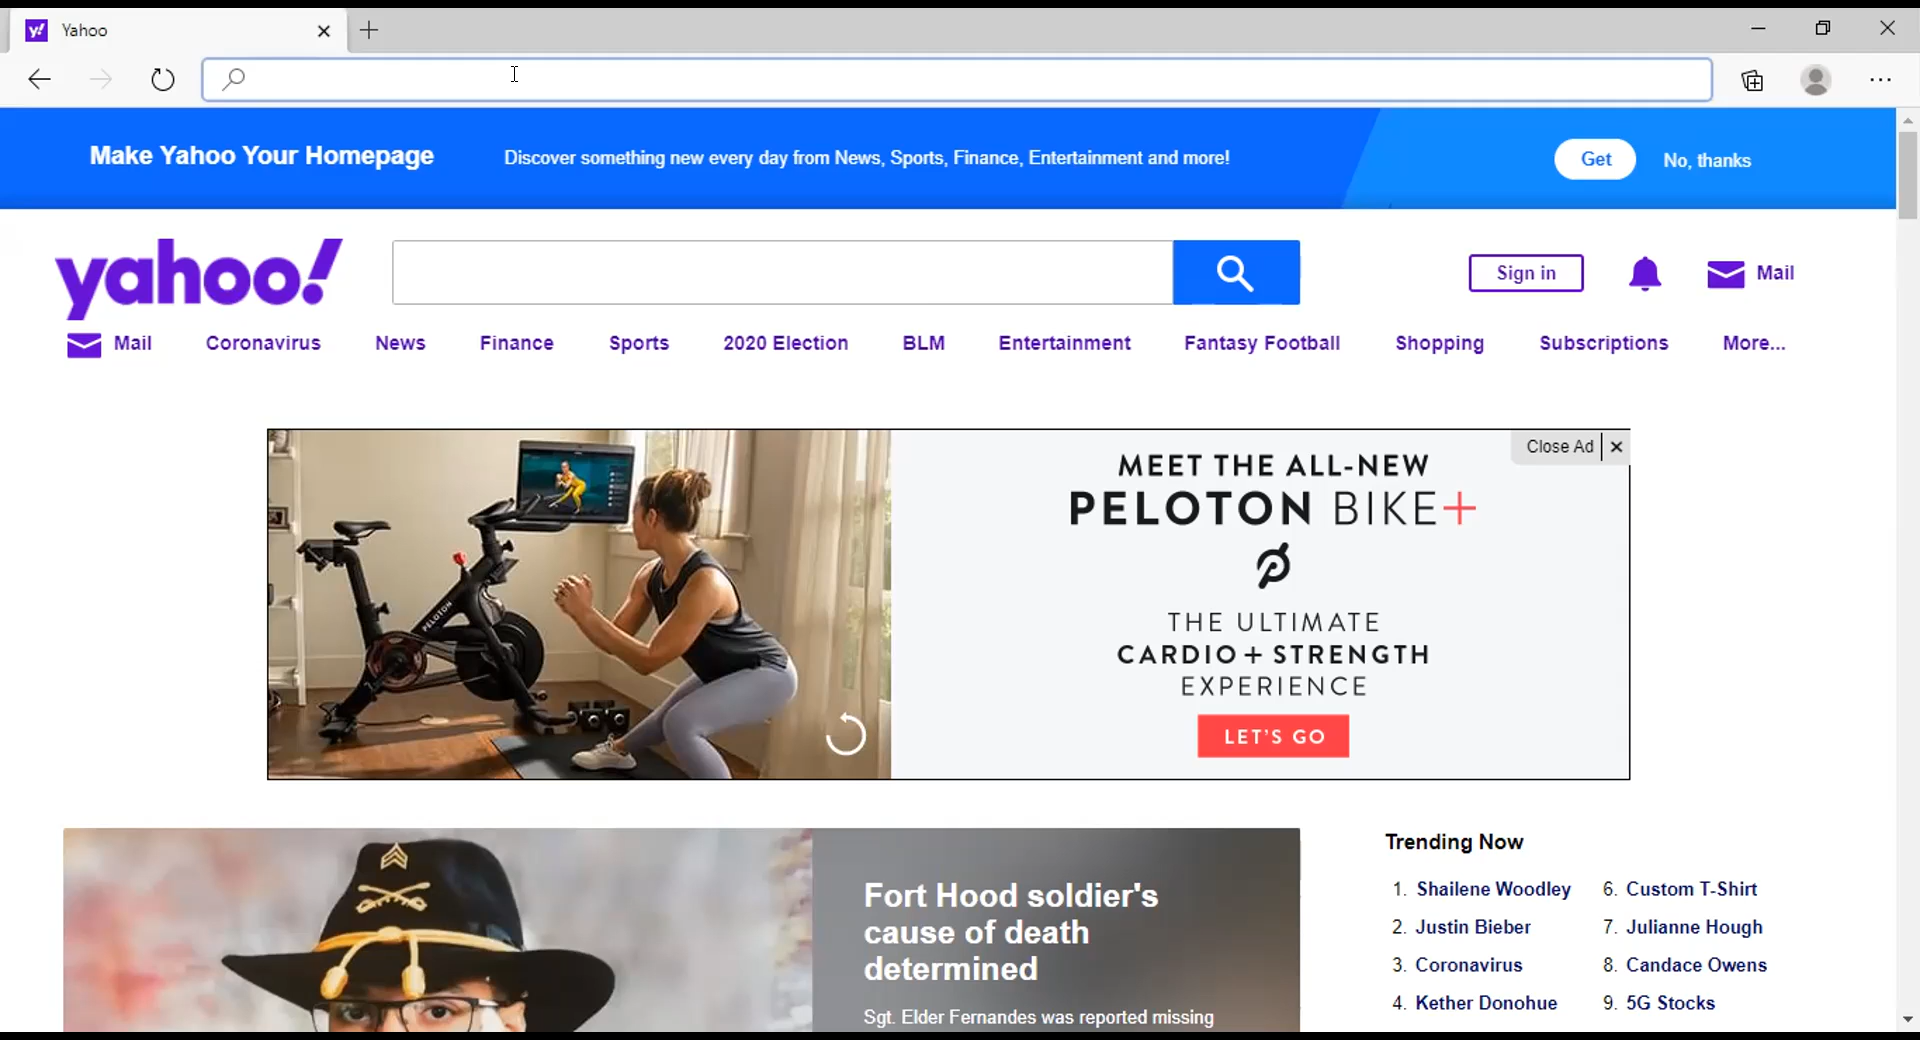 Yahoo
Make Yahoo Your Homepage
Discover something new every day from News, Sports, Finance, Entertainment and more!
Get
No, thanks
yahoo!
Sign in
Mail
Mail
Coronavirus
News
Finance
Sports
2020 Election
BLM
Entertainment
Fantasy Football
Shopping
Subscriptions
More...
Close Ad
PELOTON
MEET THE ALL-NEW
PELOTON BIKE+
THE ULTIMATE
CARDIO+STRENGTH
EXPERIENCE
LET'S GO
Fort Hood soldier's
cause of death
determined
Sgt. Elder Fernandes was reported missing
Trending Now
1. Shailene Woodley
2. Justin Bieber
3. Coronavirus
4. Kether Donohue
6. Custom T-Shirt
7. Julianne Hough
8. Candace Owens
9. 5G Stocks